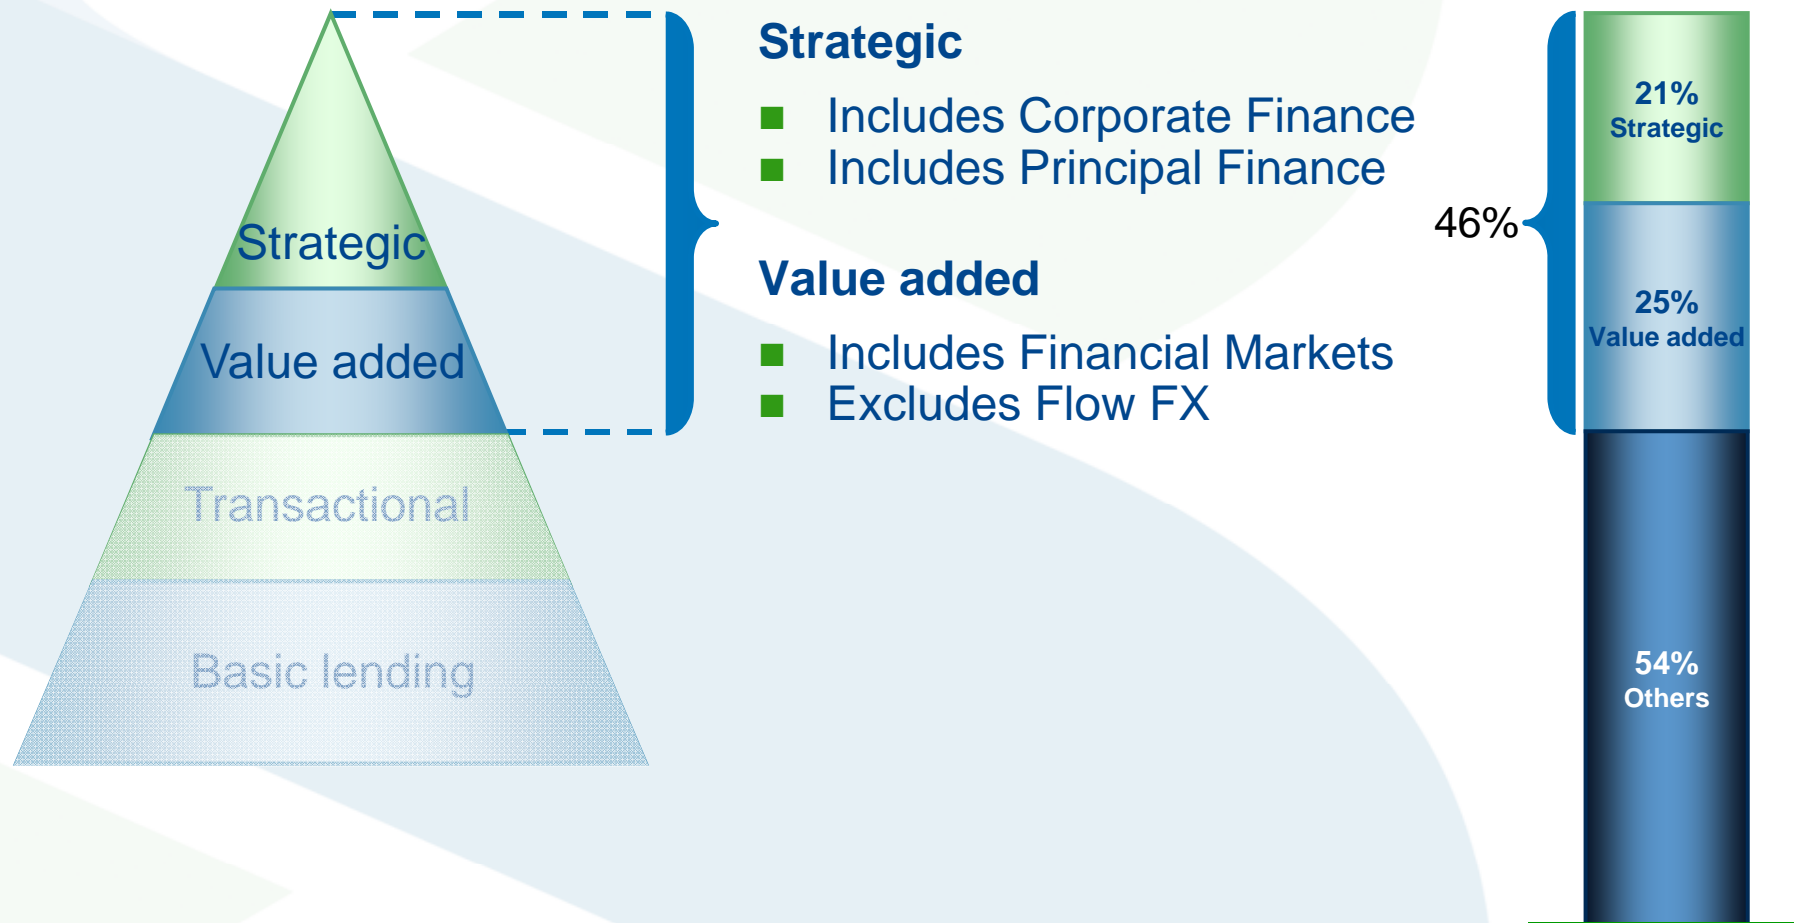 Strategic
Value added
Transactional
Basic lending
Strategic
Includes Corporate Finance
Includes Principal Finance
Value added
Includes Financial Markets
Excludes Flow FX
46%
21%
Strategic
25%
Value added
54%
Others